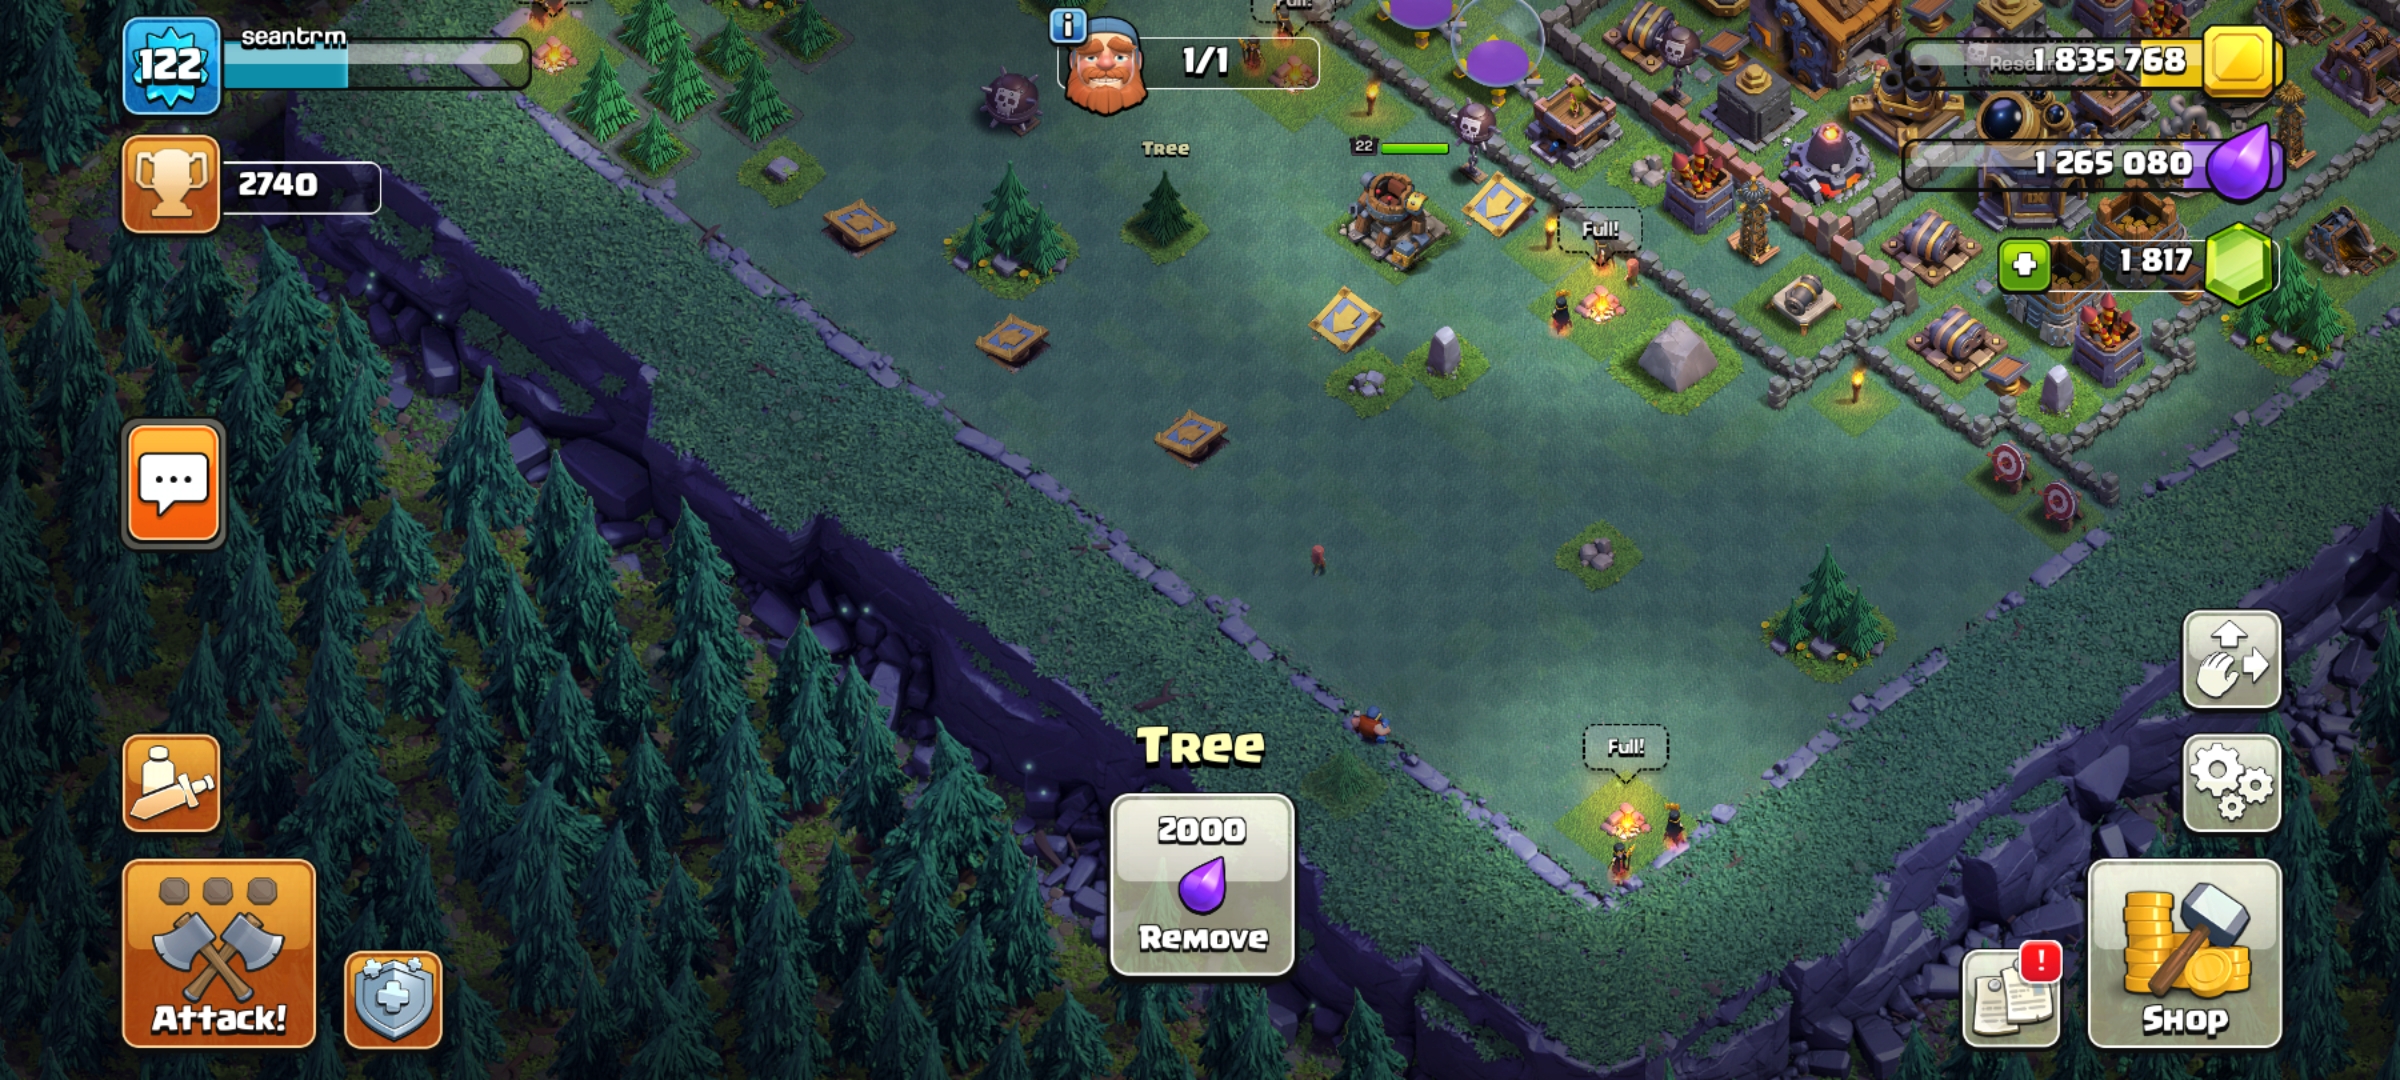 Full!
seantrm
122
1/1
1 835 768
2740
Tree
22
1 265 080
Full!
1 817
Tree
Full!
2000
Remove
Attack!
!
Shop